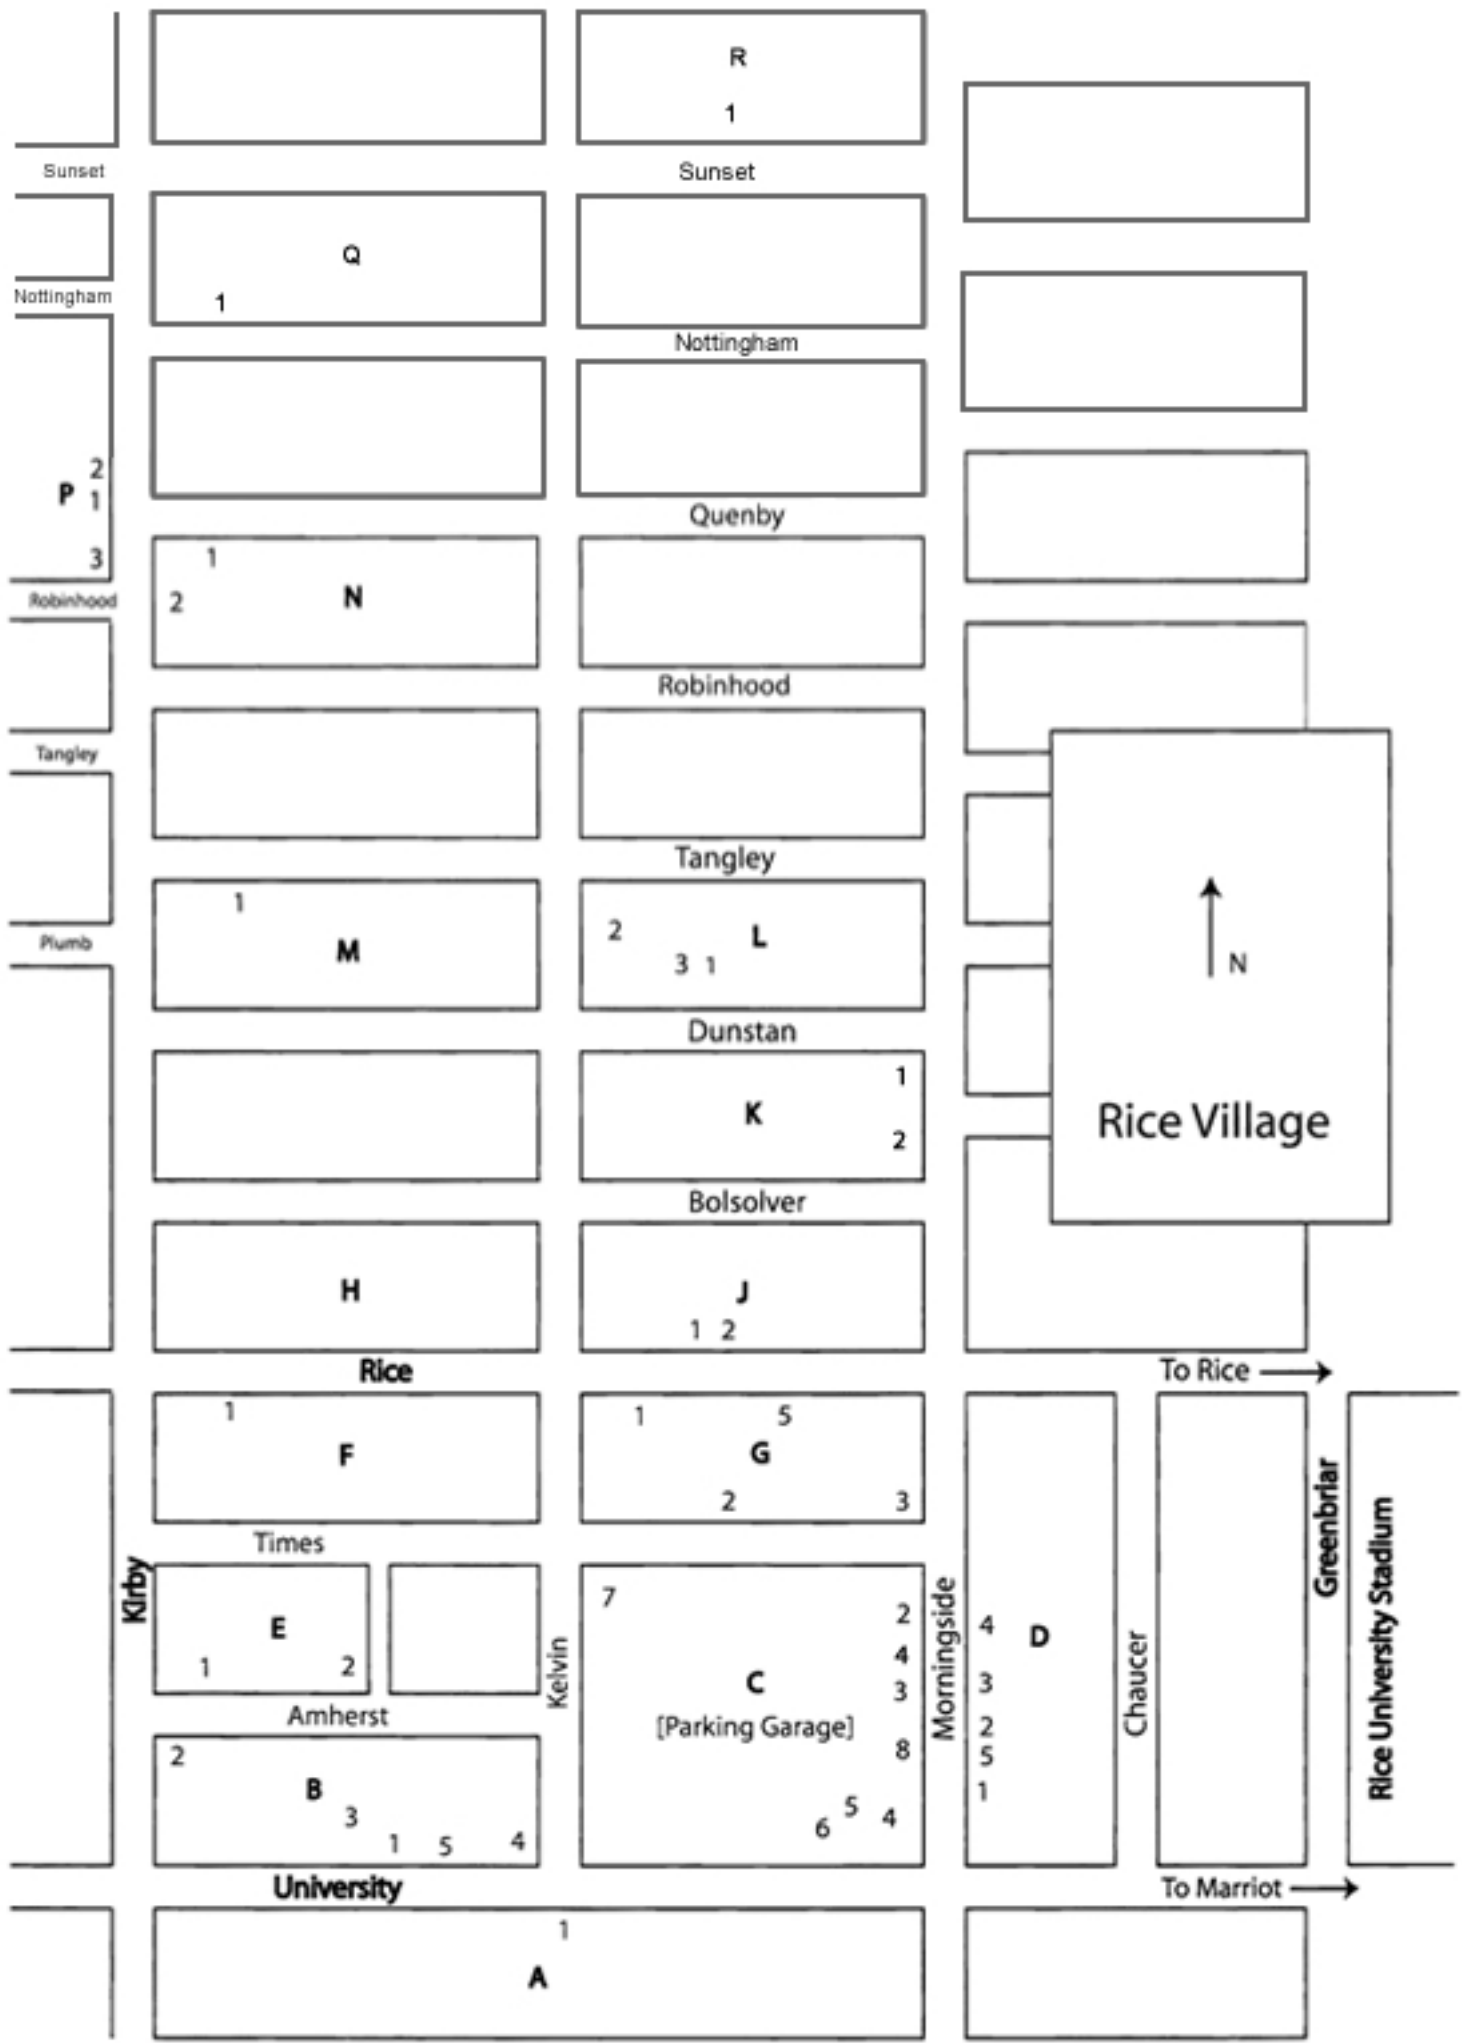 R
1
Sunset
Sunset
Q
1
Nottingham
Nottingham
2
P 1
3
Quenby
1
2 N
Robinhood
Robinhood
Tangley
Tangley
1
M
2 L
3 1
Plumb
N
Dunstan
1
K
2
Rice Village
Bolsolver
H
J
1 2
Rice
To Rice
1
F
1 5
G
2 3
Times
Kirby
E
1 2
Amherst
Kelvin
7
2
4
3
C
[Parking Garage]
8
5 4
6
Morningside
4 D
3
2
5
1
Chaucer
Greenbriar
Rice University Stadium
2
B
3
1 5 4
University
To Marriot
1
A